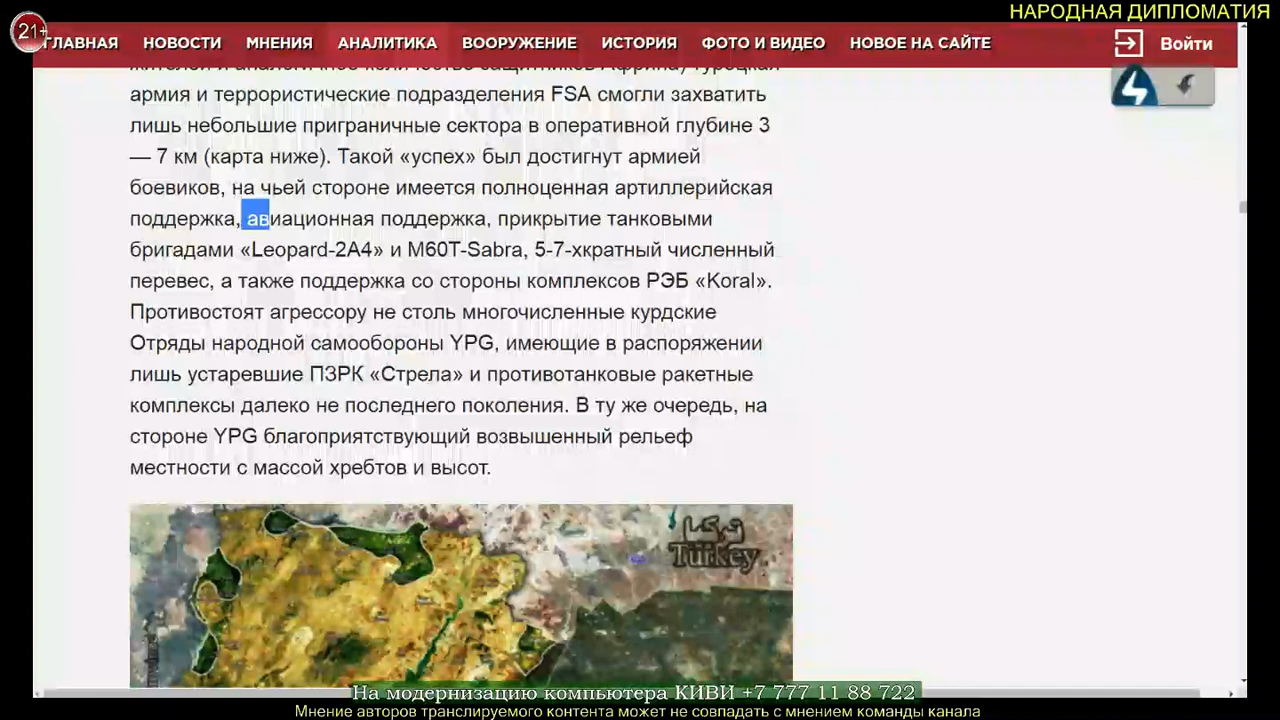 НАРОДНАЯ ДИПЛОМАТИЯ
21+
ГЛАВНАЯ НОВОСТИ МНЕНИЯ АНАЛИТИКА ВООРУЖЕНИЕ ИСТОРИЯ ФОТО И ВИДЕО НОВОЕ НА САЙТЕ Войти
армия и террористические подразделения FSA смогли захватить
лишь небольшие приграничные сектора в оперативной глубине 3
— 7 км (карта ниже). Такой «успех» был достигнут армией
боевиков, на чьей стороне имеется полноценная артиллерийская
поддержка, авиационная поддержка, прикрытие танковыми
бригадами «Leopard-2A4» и M60T-Sabra, 5-7-хкратный численный
перевес, а также поддержка со стороны комплексов РЭБ «Koral».
Противостоят агрессору не столь многочисленные курдские
Отряды народной самообороны YPG, имеющие в распоряжении
лишь устаревшие ПЗРК «Стрела» и противотанковые ракетные
комплексы далеко не последнего поколения. В ту же очередь, на
стороне YPG благоприятствующий возвышенный рельеф
местности с массой хребтов и высот.
تركيا
Türkey
На модернизацию компьютера КИВИ +7 777 11 88 722
Мнение авторов транслируемого контента может не совпадать с мнением команды канала